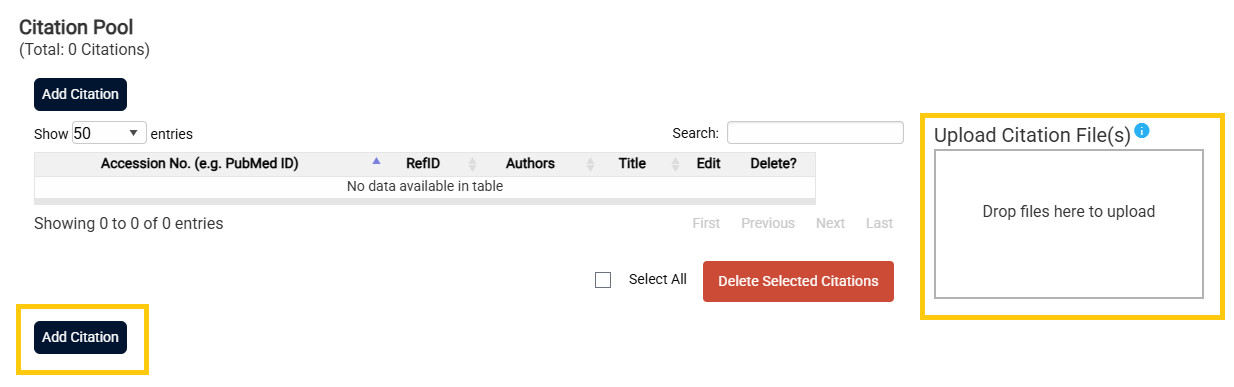 Citation Pool
(Total: 0 Citations)
Add Citation
Show 50 entries
Search:
Accession No. (e.g. PubMed ID) RefID Authors Title Edit Delete?
No data available in table
Showing 0 to 0 of 0 entries
First Previous Next Last
Select All Delete Selected Citations
Add Citation
Upload Citation File(s) i
Drop files here to upload